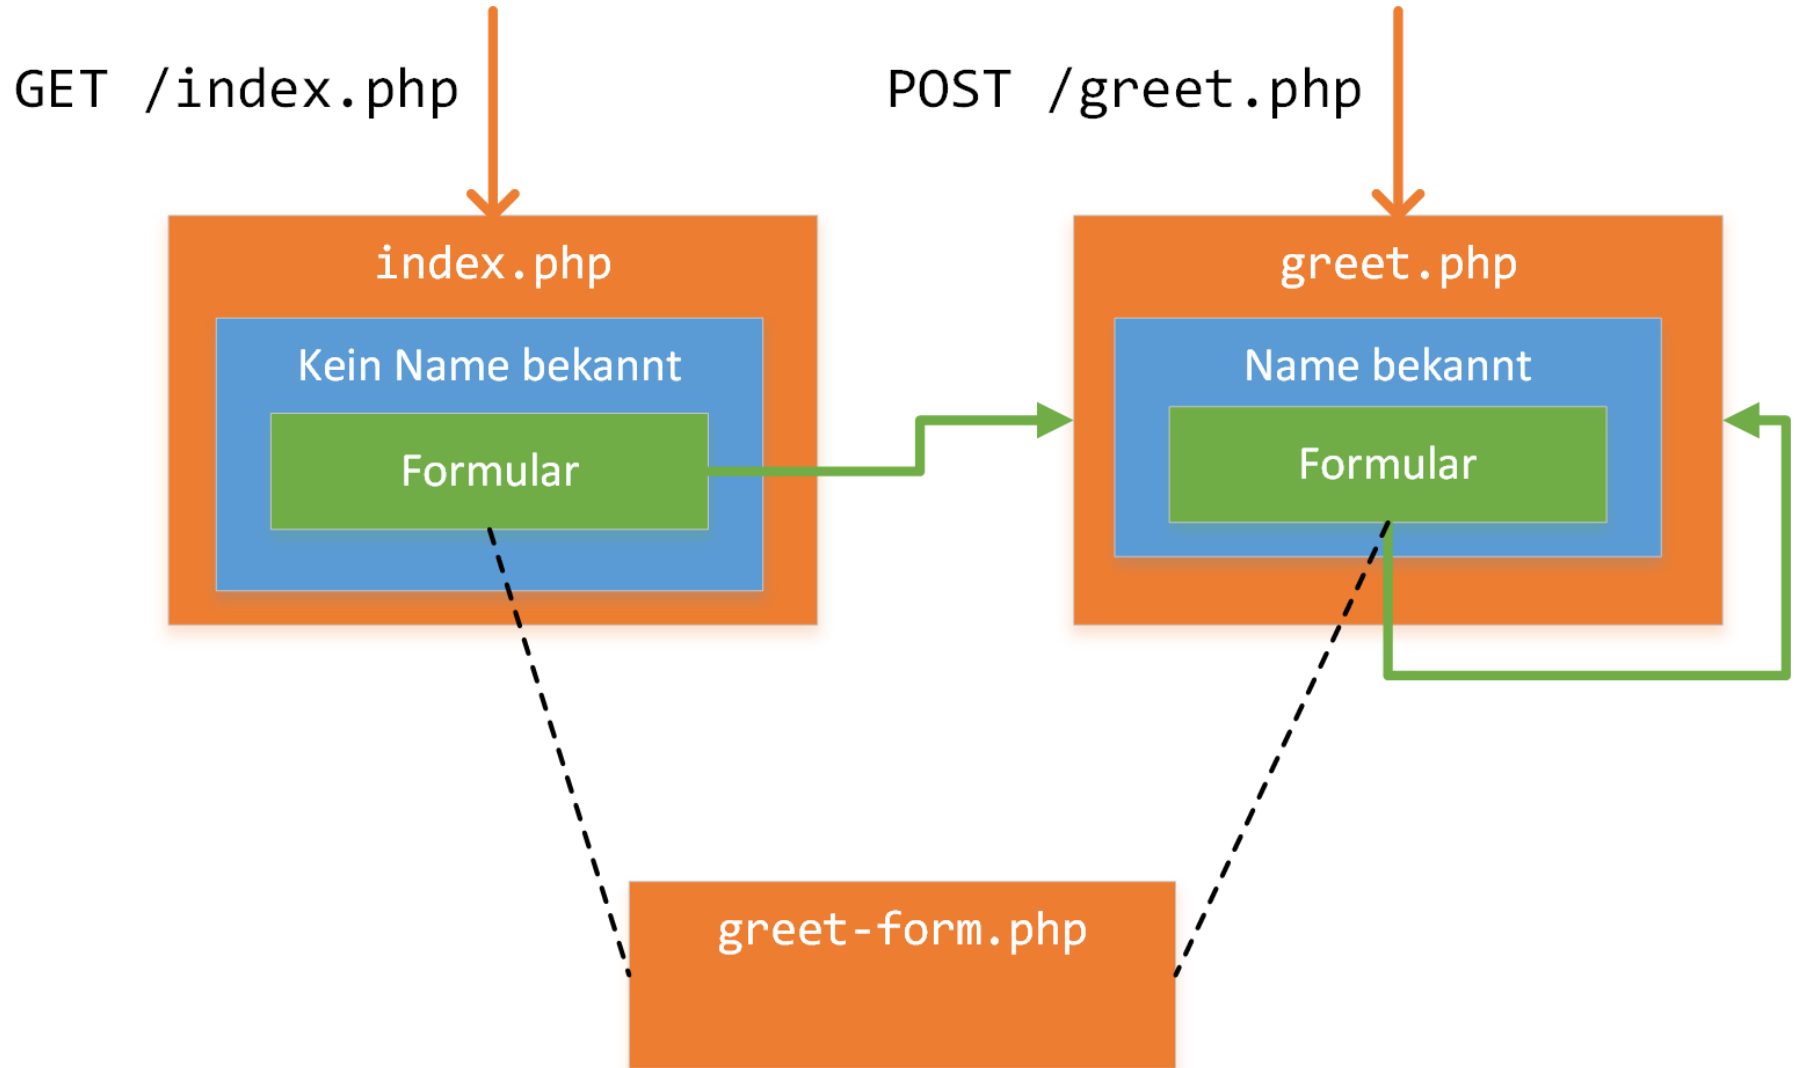 GET /index.php
POST /greet.php
index.php
greet.php
Kein Name bekannt
Name bekannt
Formular
Formular
greet-form.php